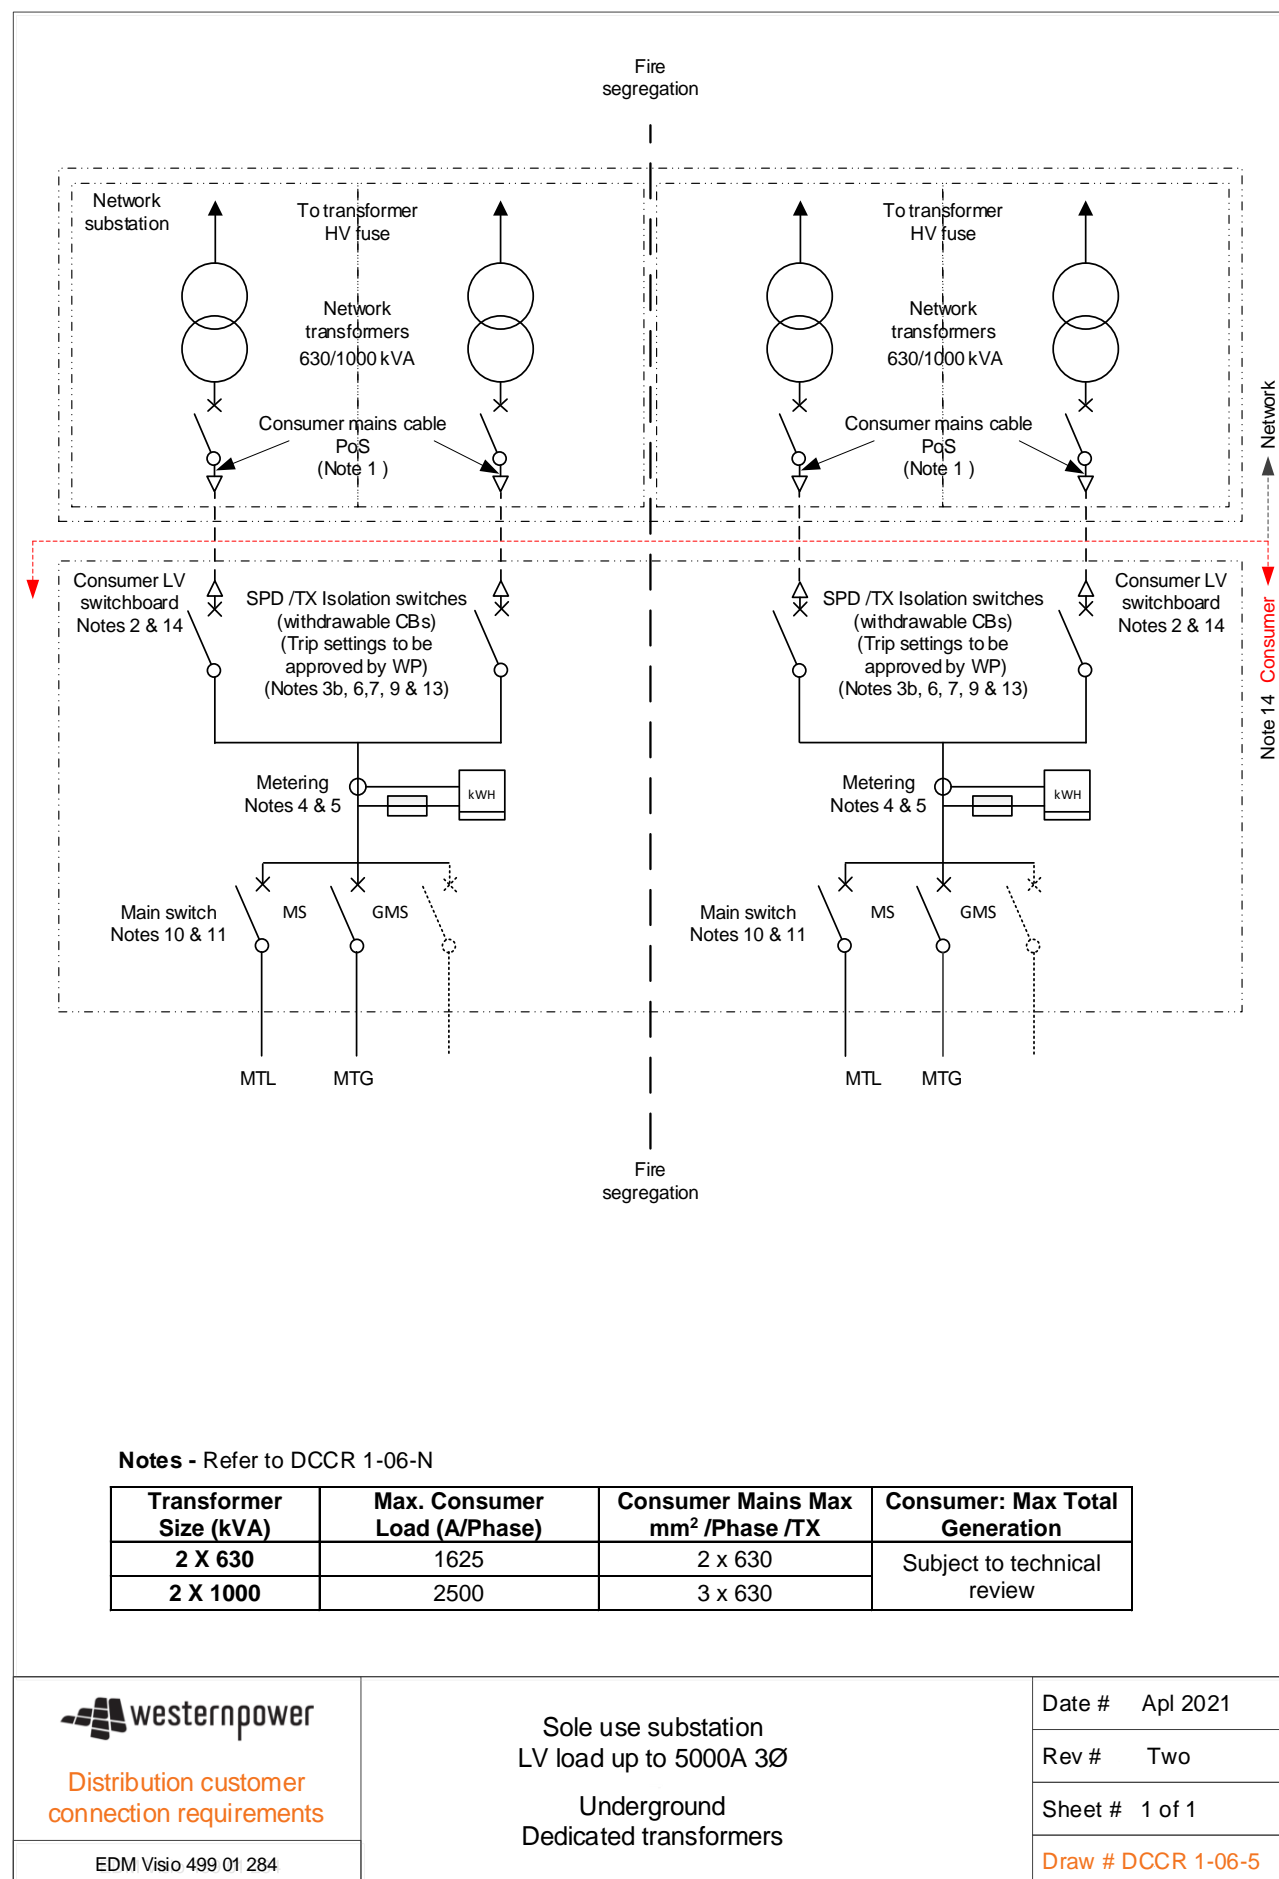 Fire
segregation
Network
substation
To transformer
HV fuse
To transformer
HV fuse
Network
transformers
630/1000 kVA
Network
transformers
630/1000 kVA
Consumer mains cable
PoS
(Note 1 )
Consumer mains cable
PoS
(Note 1 )
Network
Consumer
Note 14
Consumer LV
switchboard
Notes 2 & 14
SPD /TX Isolation switches
(withdrawable CBs)
(Trip settings to be
approved by WP)
(Notes 3b, 6,7, 9 & 13)
SPD /TX Isolation switches
(withdrawable CBs)
(Trip settings to be
approved by WP)
(Notes 3b, 6, 7, 9 & 13)
Consumer LV
switchboard
Notes 2 & 14
Metering
Notes 4 & 5
kWH
Metering
Notes 4 & 5
kWH
Main switch
Notes 10 & 11
MS
GMS
Main switch
Notes 10 & 11
MS
GMS
MTL
MTG
MTL
MTG
Fire
segregation
Notes - Refer to DCCR 1-06-N
Transformer
Size (kVA)
Max. Consumer
Load (A/Phase)
Consumer Mains Max
mm² /Phase /TX
Consumer: Max Total
Generation
2 X 630
1625
2 x 630
Subject to technical
review
2 X 1000
2500
3 x 630
westernpower
Distribution customer
connection requirements
EDM Visio 499 01 284
Sole use substation
LV load up to 5000A 3Ø
Underground
Dedicated transformers
Date # Apl 2021
Rev # Two
Sheet # 1 of 1
Draw # DCCR 1-06-5